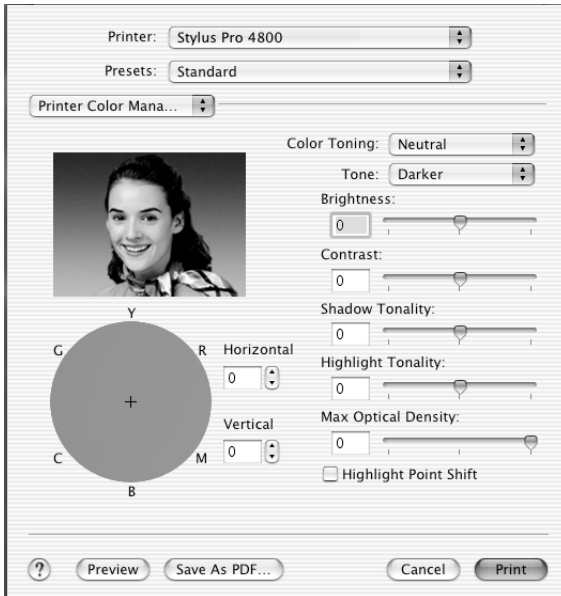 Printer: Stylus Pro 4800
Presets: Standard
Printer Color Mana...
Color Toning: Neutral
Tone: Darker
Brightness:
0
Contrast:
0
Shadow Tonality:
0
Highlight Tonality:
0
Max Optical Density:
0
Highlight Point Shift
Y
G R
C M
B
Horizontal
0
Vertical
0
? Preview Save As PDF... Cancel Print